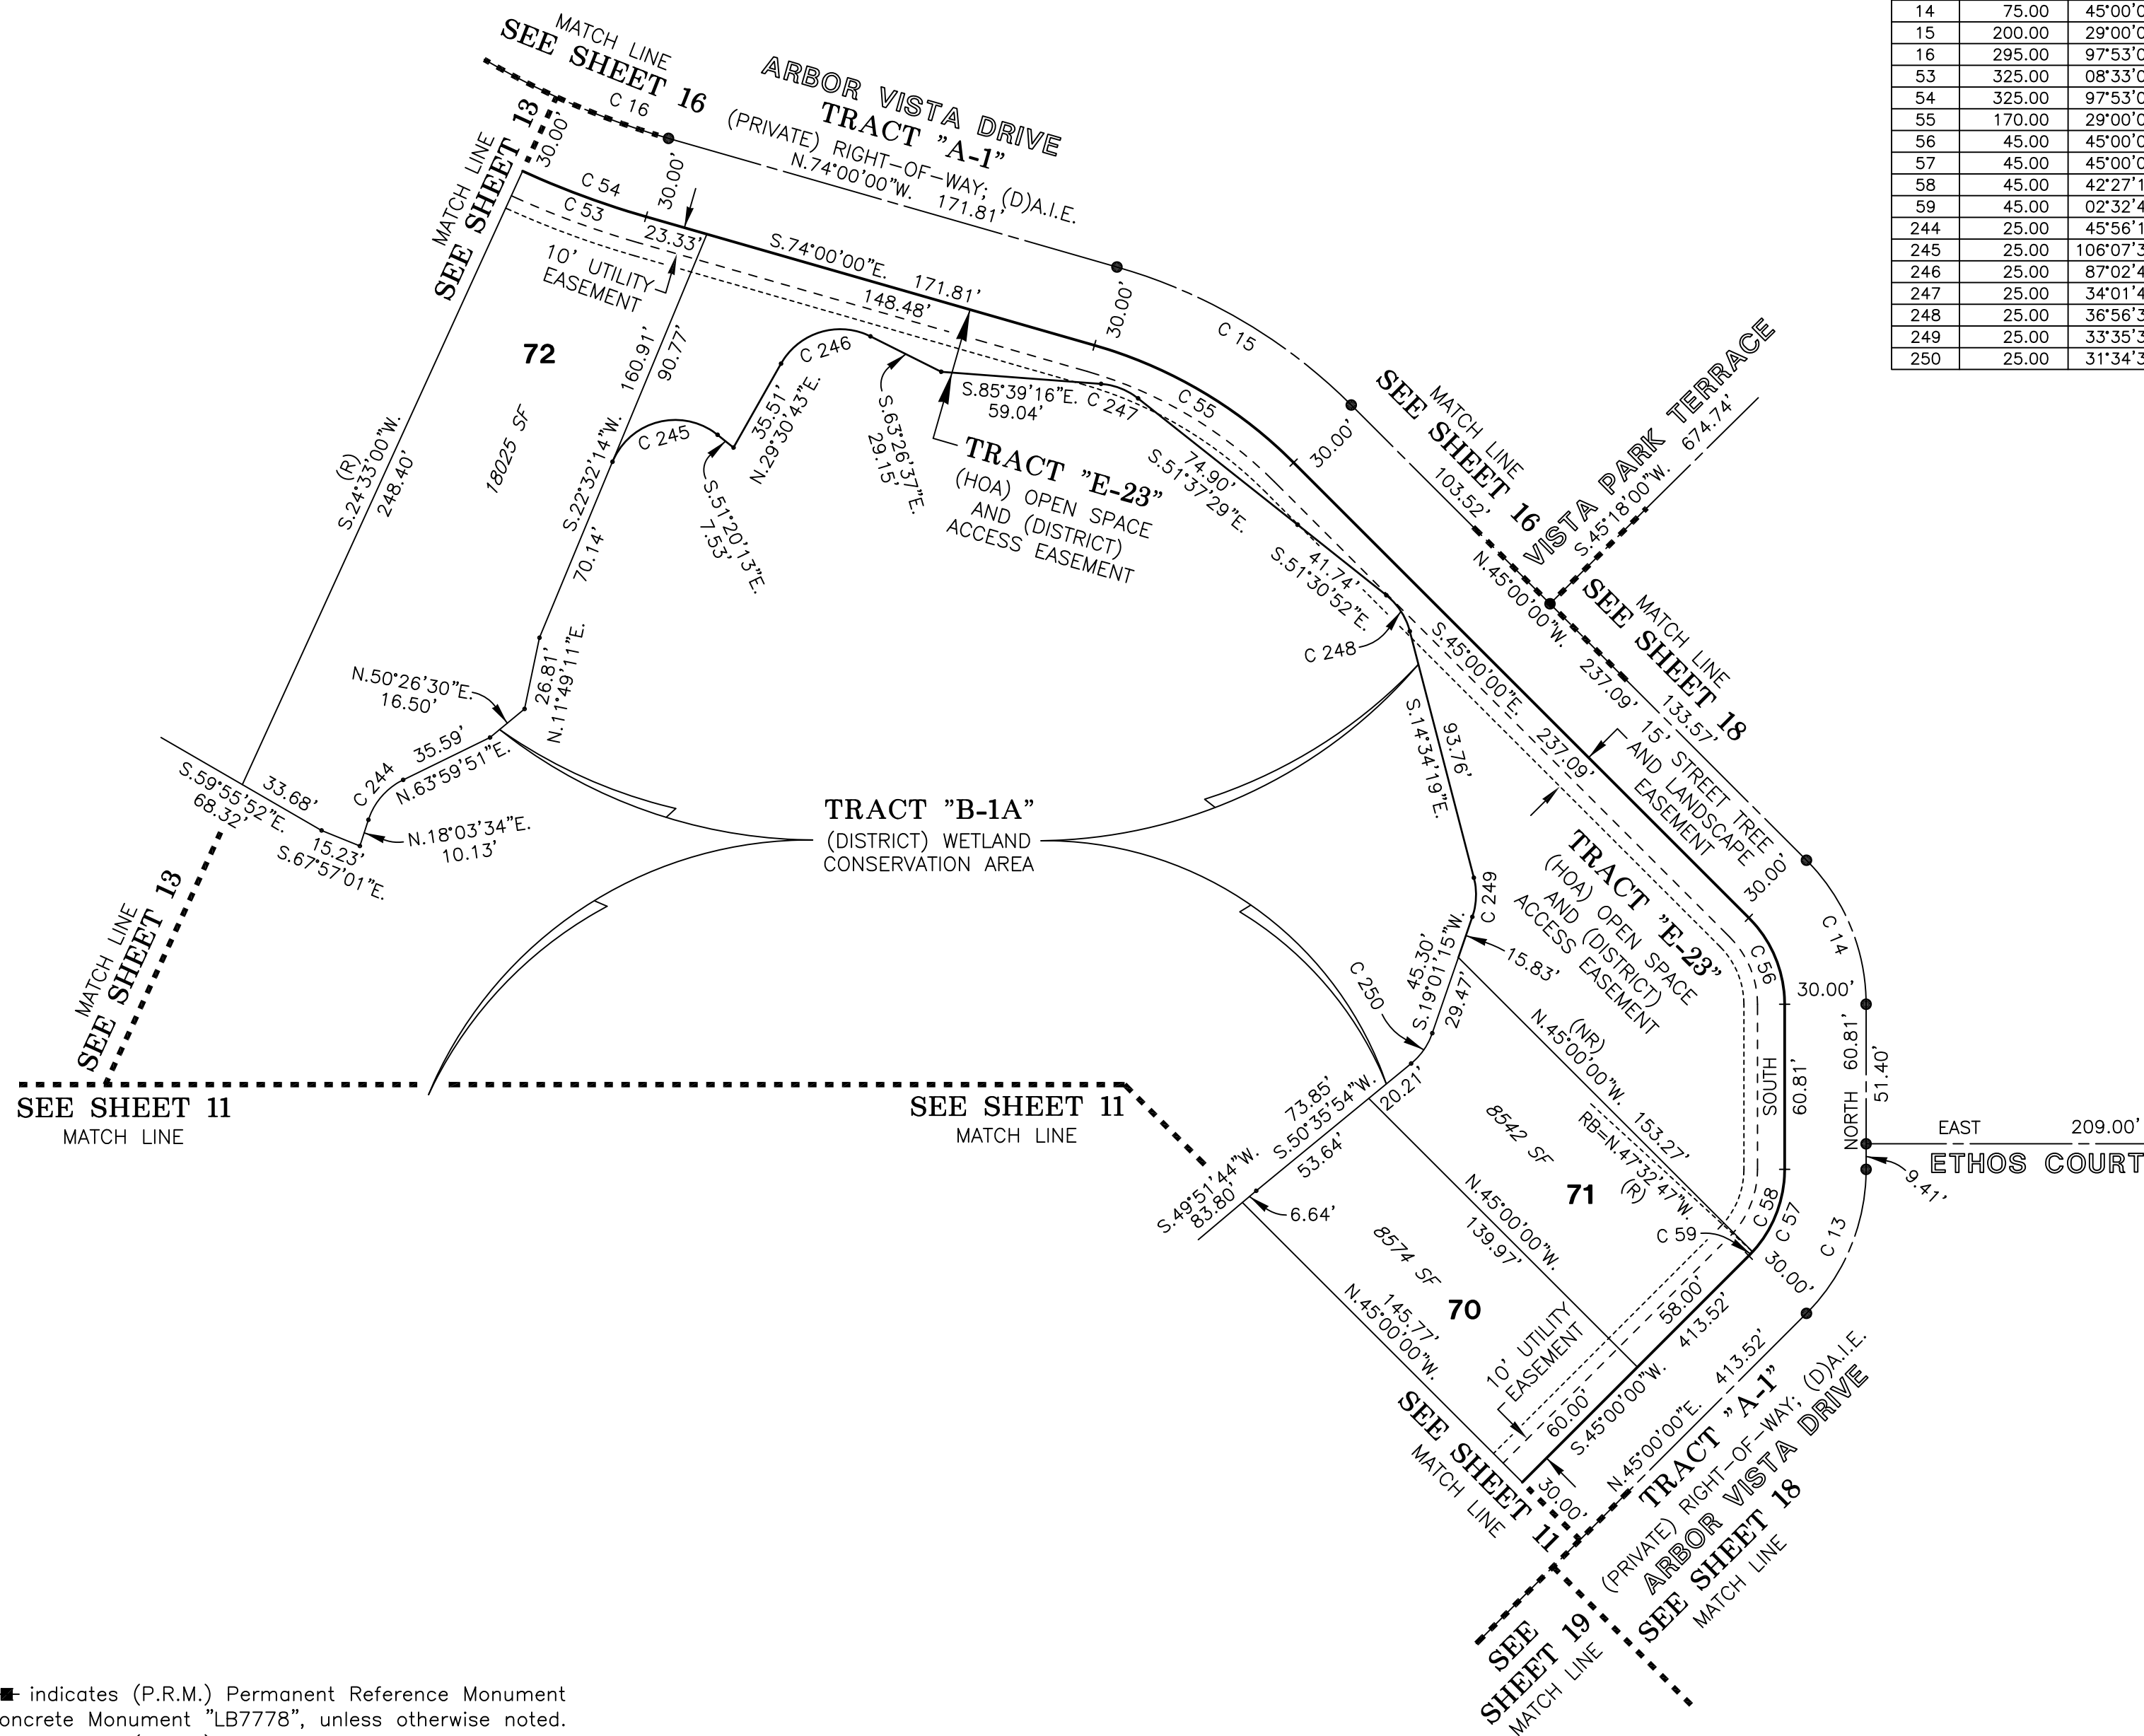 14 75.00 45°00'0
15 200.00 29°00'0
16 295.00 97°53'0
53 325.00 08°33'0
54 325.00 97°53'0
55 170.00 29°00'0
56 45.00 45°00'0
57 45.00 45°00'0
58 45.00 42°27'1
59 45.00 02°32'4
244 25.00 45°56'1
245 25.00 106°07'3
246 25.00 87°02'4
247 25.00 34°01'4
248 25.00 36°56'3
249 25.00 33°35'3
250 25.00 31°34'3
MATCH LINE
SEE SHEET 16
C 16
ARBOR VISTA DRIVE
TRACT "A-1"
(PRIVATE) RIGHT-OF-WAY; (D)A.I.E.
N.74°00'00"W. 171.81'
MATCH LINE
SEE SHEET 13
30.00'
30.00'
C 54
C 53
23.33'
10' UTILITY
EASEMENT
S.74°00'00"E. 171.81'
148.48'
30.00'
C 15
72
18025 SF
(R)
S.24°33'00"W.
248.40'
160.91'
90.77'
S.22°32'14"W.
70.14'
C 245
S.51°20'13"E.
7.53'
35.51'
N.29°30'43"E.
C 246
S.63°26'37"E.
29.15'
S.85°39'16"E.
59.04'
C 247
C 55
TRACT "E-23"
(HOA) OPEN SPACE
AND (DISTRICT)
ACCESS EASEMENT
74.90'
S.51°37'29"E.
30.00'
MATCH LINE
SEE SHEET 16
103.52'
VISTA PARK TERRACE
S.45°18'00"W. 674.74'
N.45°00'00"W. 237.09'
MATCH LINE
SEE SHEET 18
133.57'
41.74'
S.51°30'52"E.
C 248
S.45°00'00"E. 237.09'
15' STREET TREE
AND LANDSCAPE
EASEMENT
N.50°26'30"E.
16.50'
26.81'
N.11°49'11"E.
35.59'
N.63°59'51"E.
C 244
33.68'
S.59°55'52"E.
68.32'
15.23'
S.67°57'01"E.
N.18°03'34"E.
10.13'
TRACT "B-1A"
(DISTRICT) WETLAND
CONSERVATION AREA
93.76'
S.14°34'19"E.
C 249
TRACT "E-23"
(HOA) OPEN SPACE
AND (DISTRICT)
ACCESS EASEMENT
30.00'
C 56
C 14
30.00'
MATCH LINE
SEE SHEET 13
15.83'
45.30'
S.19°01'15"W.
29.47'
C 250
(NR)
N.45°00'00"W. 153.27'
RB=N.47°32'47"W.
(R)
SOUTH
60.81'
NORTH 60.81'
51.40'
EAST 209.00'
ETHOS COURT
9.41'
SEE SHEET 11
MATCH LINE
SEE SHEET 11
MATCH LINE
73.85'
S.50°35'54"W.
53.64'
20.21'
S.49°51'44"W.
83.80'
6.64'
8542 SF
71
N.45°00'00"W.
139.97'
8574 SF
70
145.77'
N.45°00'00"W.
C 59
C 58
C 57
C 13
30.00'
58.00'
413.52'
10' UTILITY
EASEMENT
60.00'
S.45°00'00"W.
N.45°00'00"E. 413.52'
30.00'
SEE SHEET 11
MATCH LINE
TRACT "A-1"
(PRIVATE) RIGHT-OF-WAY; (D)A.I.E.
ARBOR VISTA DRIVE
SEE SHEET 18
MATCH LINE
SEE
SHEET 19
MATCH LINE
indicates (P.R.M.) Permanent Reference Monument
oncrete Monument "LB7778", unless otherwise noted.